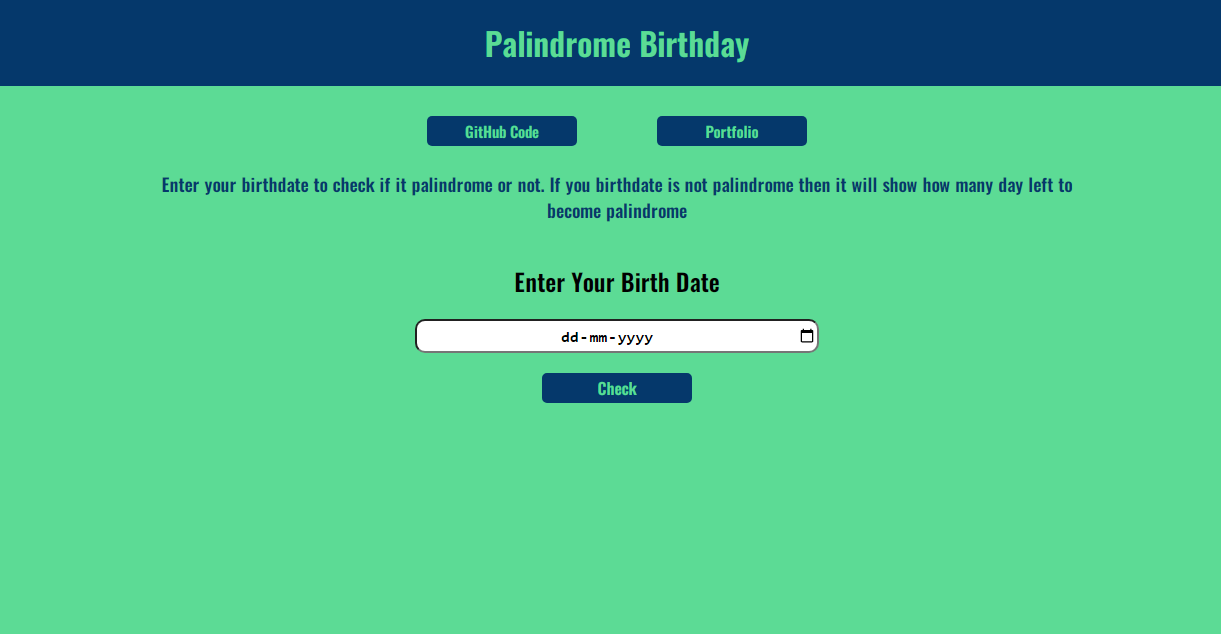 Palindrome Birthday
GitHub Code
Portfolio
Enter your birthdate to check if it palindrome or not. If you birthdate is not palindrome then it will show how many day left to
become palindrome
Enter Your Birth Date
dd-mm-yyyy
Check